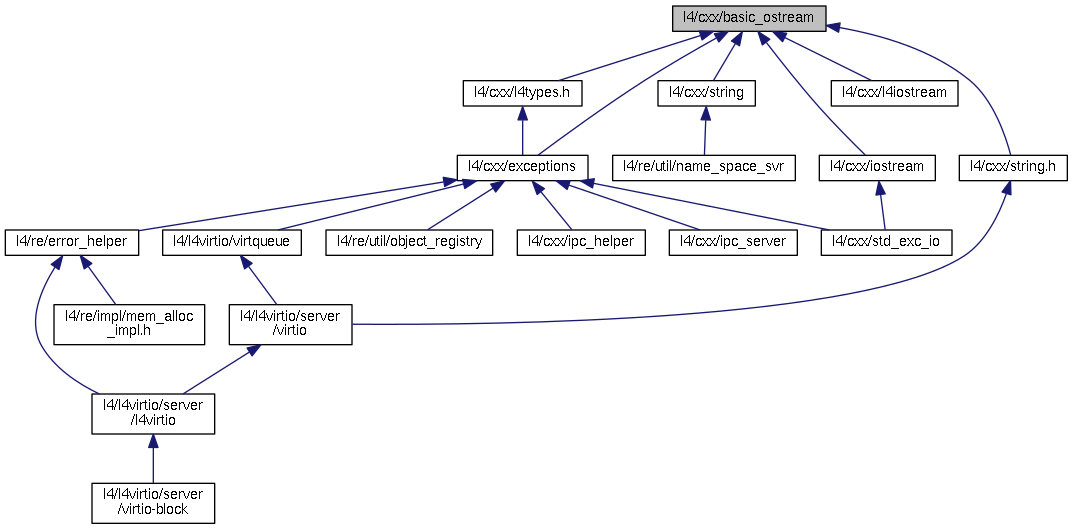 l4/cxx/basic_ostream
l4/cxx/l4types.h
l4/cxx/string
l4/cxx/l4iostream
l4/cxx/exceptions
l4/re/util/name_space_svr
l4/cxx/iostream
l4/cxx/string.h
l4/re/error_helper
l4/l4virtio/virtqueue
l4/re/util/object_registry
l4/cxx/ipc_helper
l4/cxx/ipc_server
l4/cxx/std_exc_io
l4/re/impl/mem_alloc
_impl.h
l4/l4virtio/server
/virtio
l4/l4virtio/server
/l4virtio
l4/l4virtio/server
/virtio-block